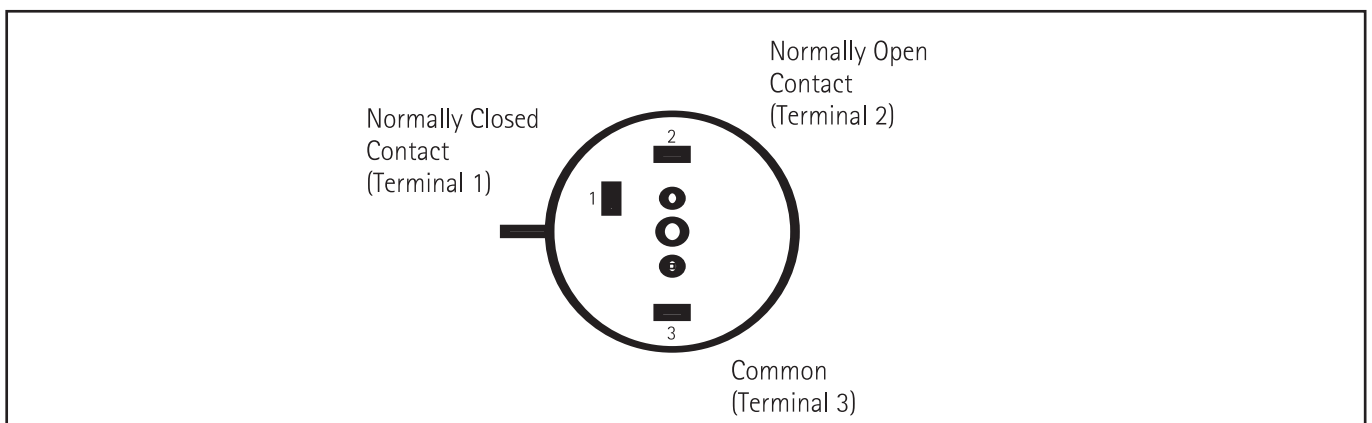 Normally Open
Contact
(Terminal 2)
Normally Closed
Contact
(Terminal 1)
2
1
3
Common
(Terminal 3)